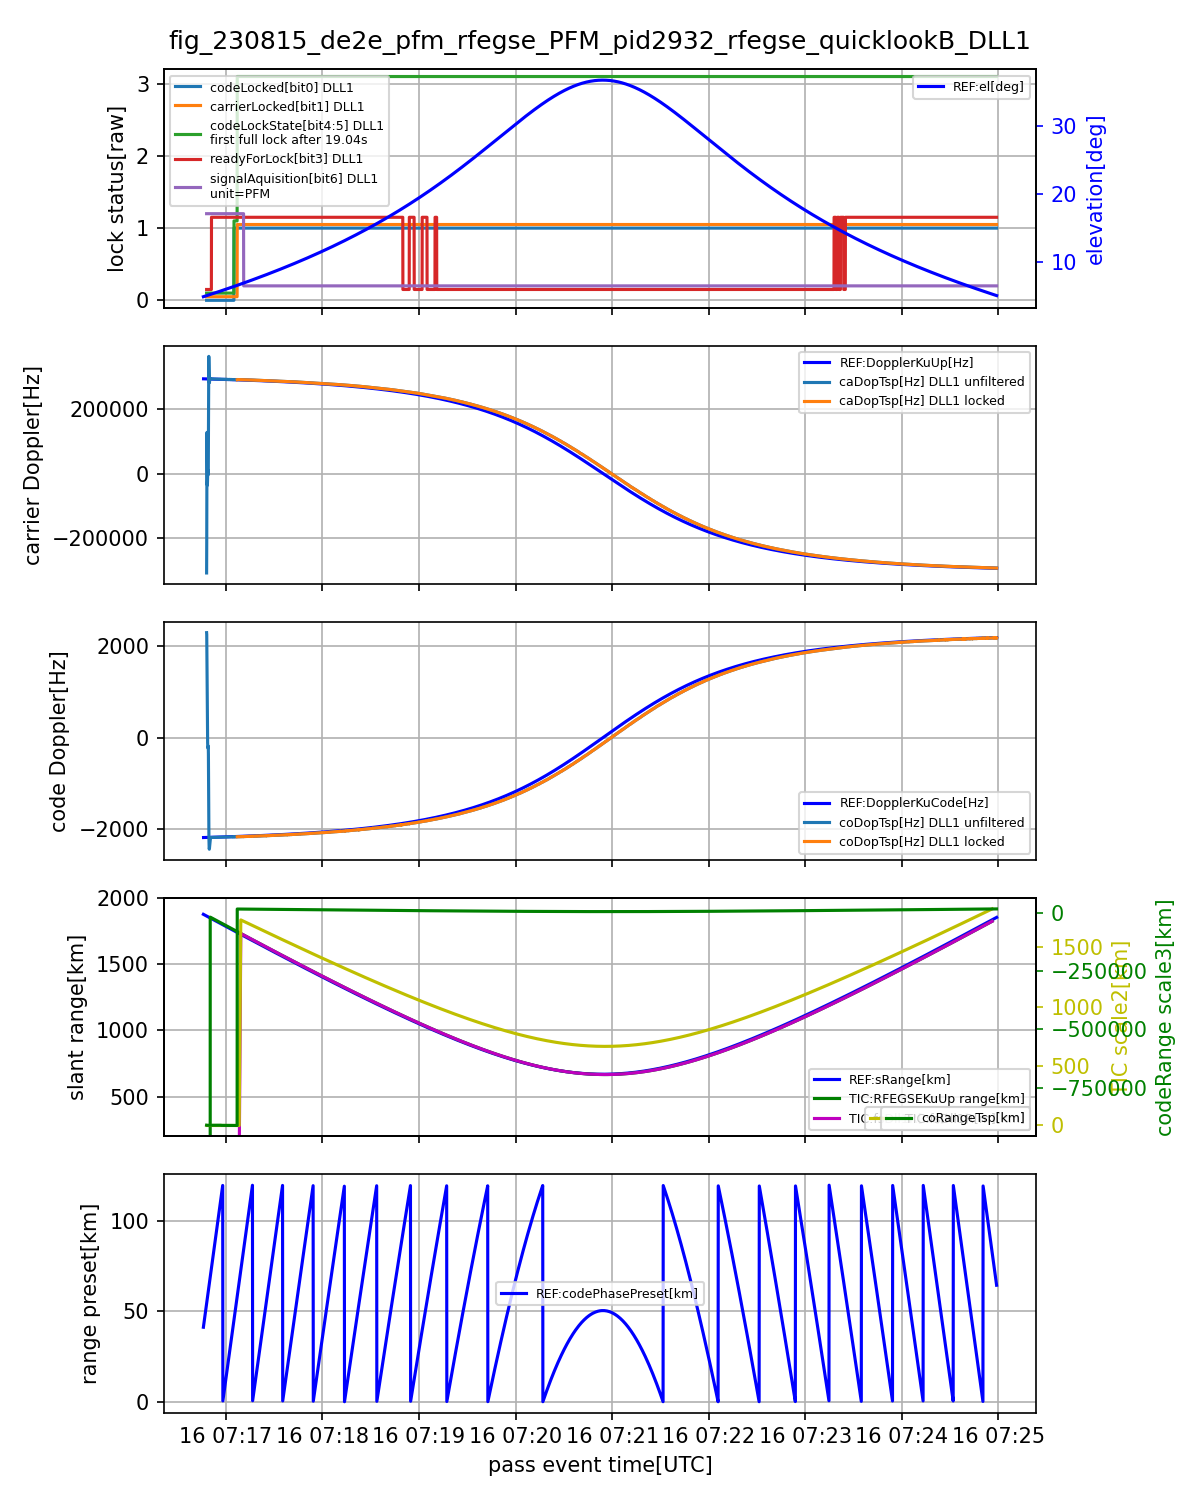 fig_230815_de2e_pfm_rfegse_PFM_pid2932_rfegse_quicklookB_DLL1
lock status[raw]
3
2
1
0
codeLocked[bit0] DLL1
carrierLocked[bit1] DLL1
codeLockState[bit4:5] DLL1
first full lock after 19.04s
readyForLock[bit3] DLL1
signalAquisition[bit6] DLL1
unit=PFM
REF:el[deg]
30
20
10
elevation[deg]
carrier Doppler[Hz]
200000
0
−200000
REF:DopplerKuUp[Hz]
caDopTsp[Hz] DLL1 unfiltered
caDopTsp[Hz] DLL1 locked
code Doppler[Hz]
2000
0
−2000
REF:DopplerKuCode[Hz]
coDopTsp[Hz] DLL1 unfiltered
coDopTsp[Hz] DLL1 locked
slant range[km]
2000
1500
1000
500
REF:sRange[km]
TIC:RFEGSEKuUp range[km]
coRangeTsp[km]
1500
1000
500
0
scale2[km]
0
−250000
−500000
−750000
codeRange scale3[km]
range preset[km]
100
50
0
REF:codePhasePreset[km]
16 07:17 16 07:18 16 07:19 16 07:20 16 07:21 16 07:22 16 07:23 16 07:24 16 07:25
pass event time[UTC]